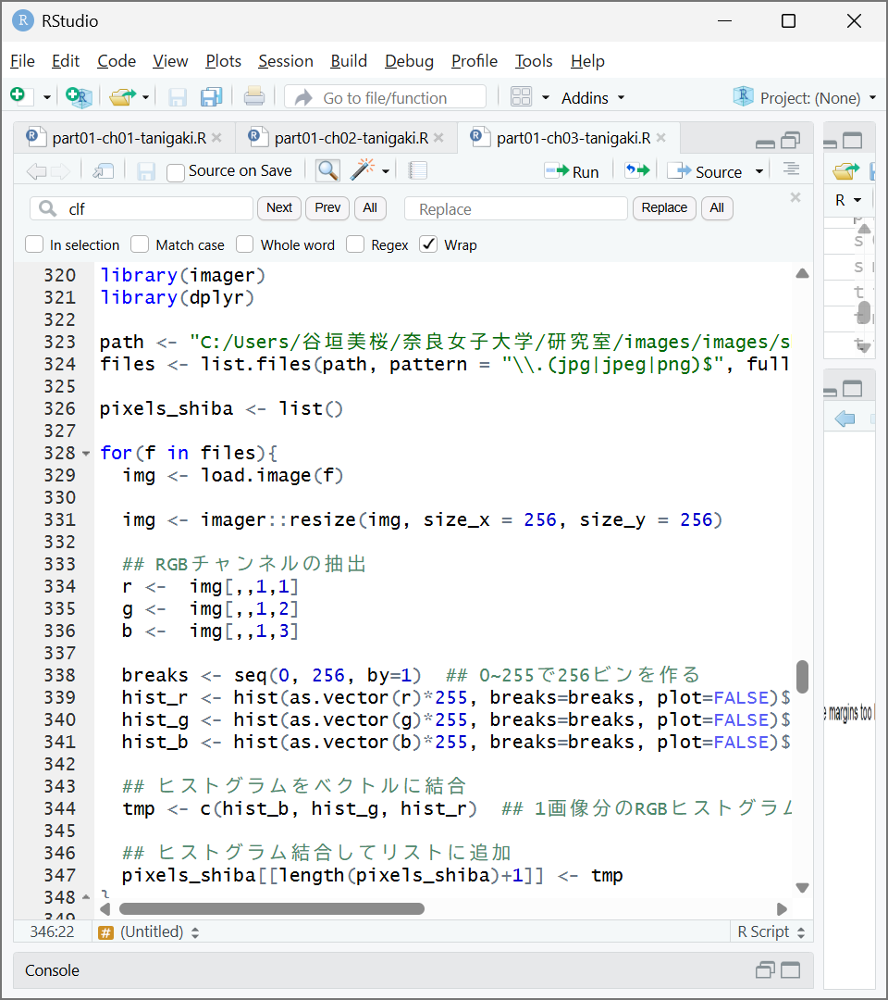 RStudio
File Edit Code View Plots Session Build Debug Profile Tools Help
Go to file/function Addins Project: (None)
part01-ch01-tanigaki.R part01-ch02-tanigaki.R part01-ch03-tanigaki.R
Source on Save Run Source
R
clf Next Prev All Replace Replace All
In selection Match case Whole word Regex Wrap
320 library(imager)
321 library(dplyr)
322
323 path <- "C:/Users/谷垣美桜/奈良女子大学/研究室/images/images/s
324 files <- list.files(path, pattern = "\\.(jpg|jpeg|png)$", full
325
326 pixels_shiba <- list()
327
328 for(f in files){
329 img <- load.image(f)
330
331 img <- imager::resize(img, size_x = 256, size_y = 256)
332
333 ## RGBチャンネルの抽出
334 r <-  img[,,1,1]
335 g <-  img[,,1,2]
336 b <-  img[,,1,3]
337
338 breaks <- seq(0, 256, by=1)  ## 0~255で256ビンを作る
339 hist_r <- hist(as.vector(r)*255, breaks=breaks, plot=FALSE)$
340 hist_g <- hist(as.vector(g)*255, breaks=breaks, plot=FALSE)$
341 hist_b <- hist(as.vector(b)*255, breaks=breaks, plot=FALSE)$
342
343 ## ヒストグラムをベクトルに結合
344 tmp <- c(hist_b, hist_g, hist_r)  ## 1画像分のRGBヒストグラム
345
346 ## ヒストグラム結合してリストに追加
347 pixels_shiba[[length(pixels_shiba)+1]] <- tmp
348 }
349
e margins too
346:22 # (Untitled) R Script
Console